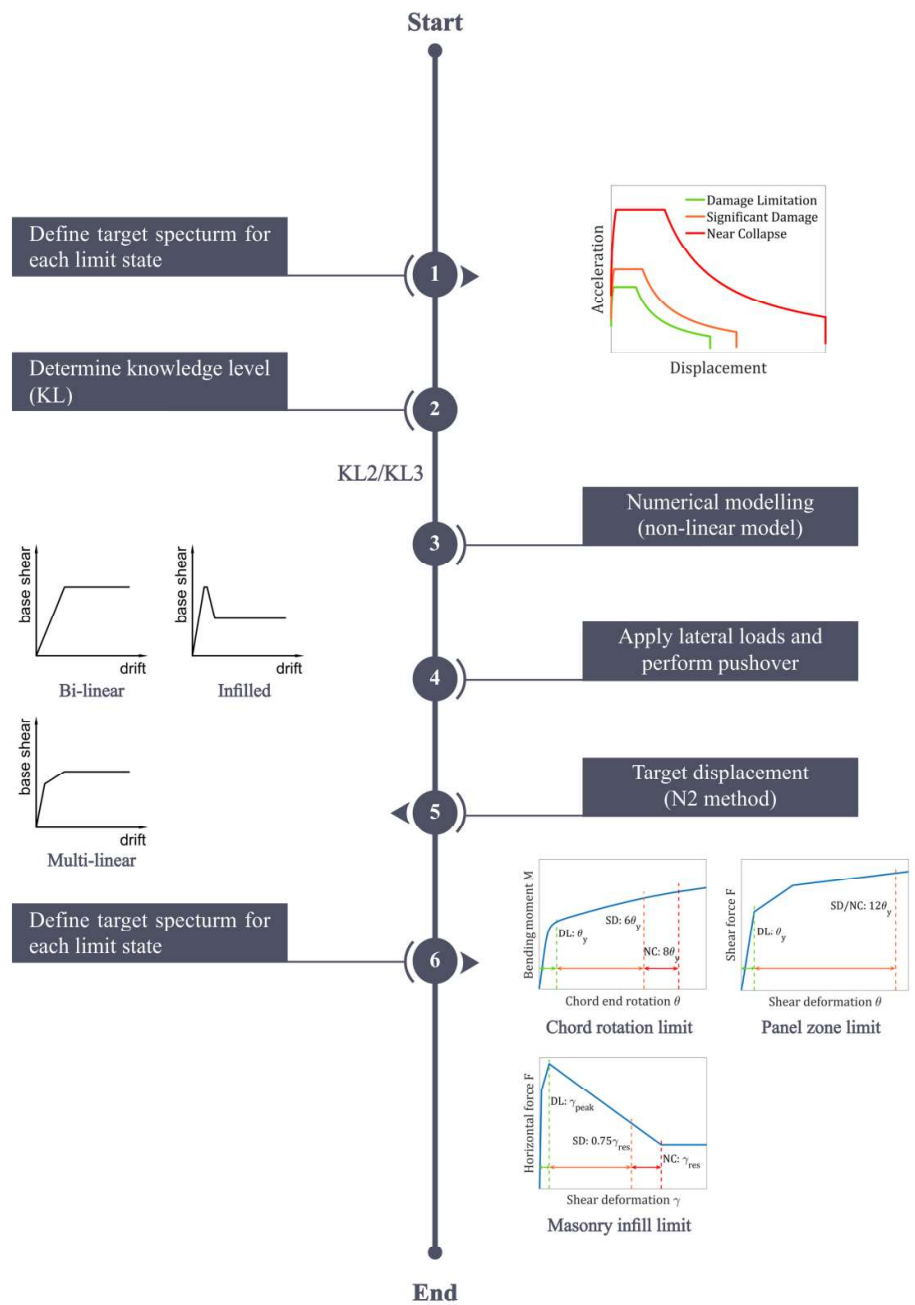 Start
Define target specturm for
each limit state
1
Damage Limitation
Significant Damage
Near Collapse
Acceleration
Displacement
Determine knowledge level
(KL)
2
KL2/KL3
Numerical modelling
(non-linear model)
3
base shear
drift
Bi-linear
base shear
drift
Infilled
Apply lateral loads and
perform pushover
4
base shear
drift
Multi-linear
Target displacement
(N2 method)
5
Define target specturm for
each limit state
6
Bending moment M
DL: θy
SD: 6θy
NC: 8θy
Chord end rotation θ
Chord rotation limit
Shear force F
DL: θy
SD/NC: 12θy
Shear deformation θ
Panel zone limit
Horizontal force F
DL: γpeak
SD: 0.75γres
NC: γres
Shear deformation γ
Masonry infill limit
End